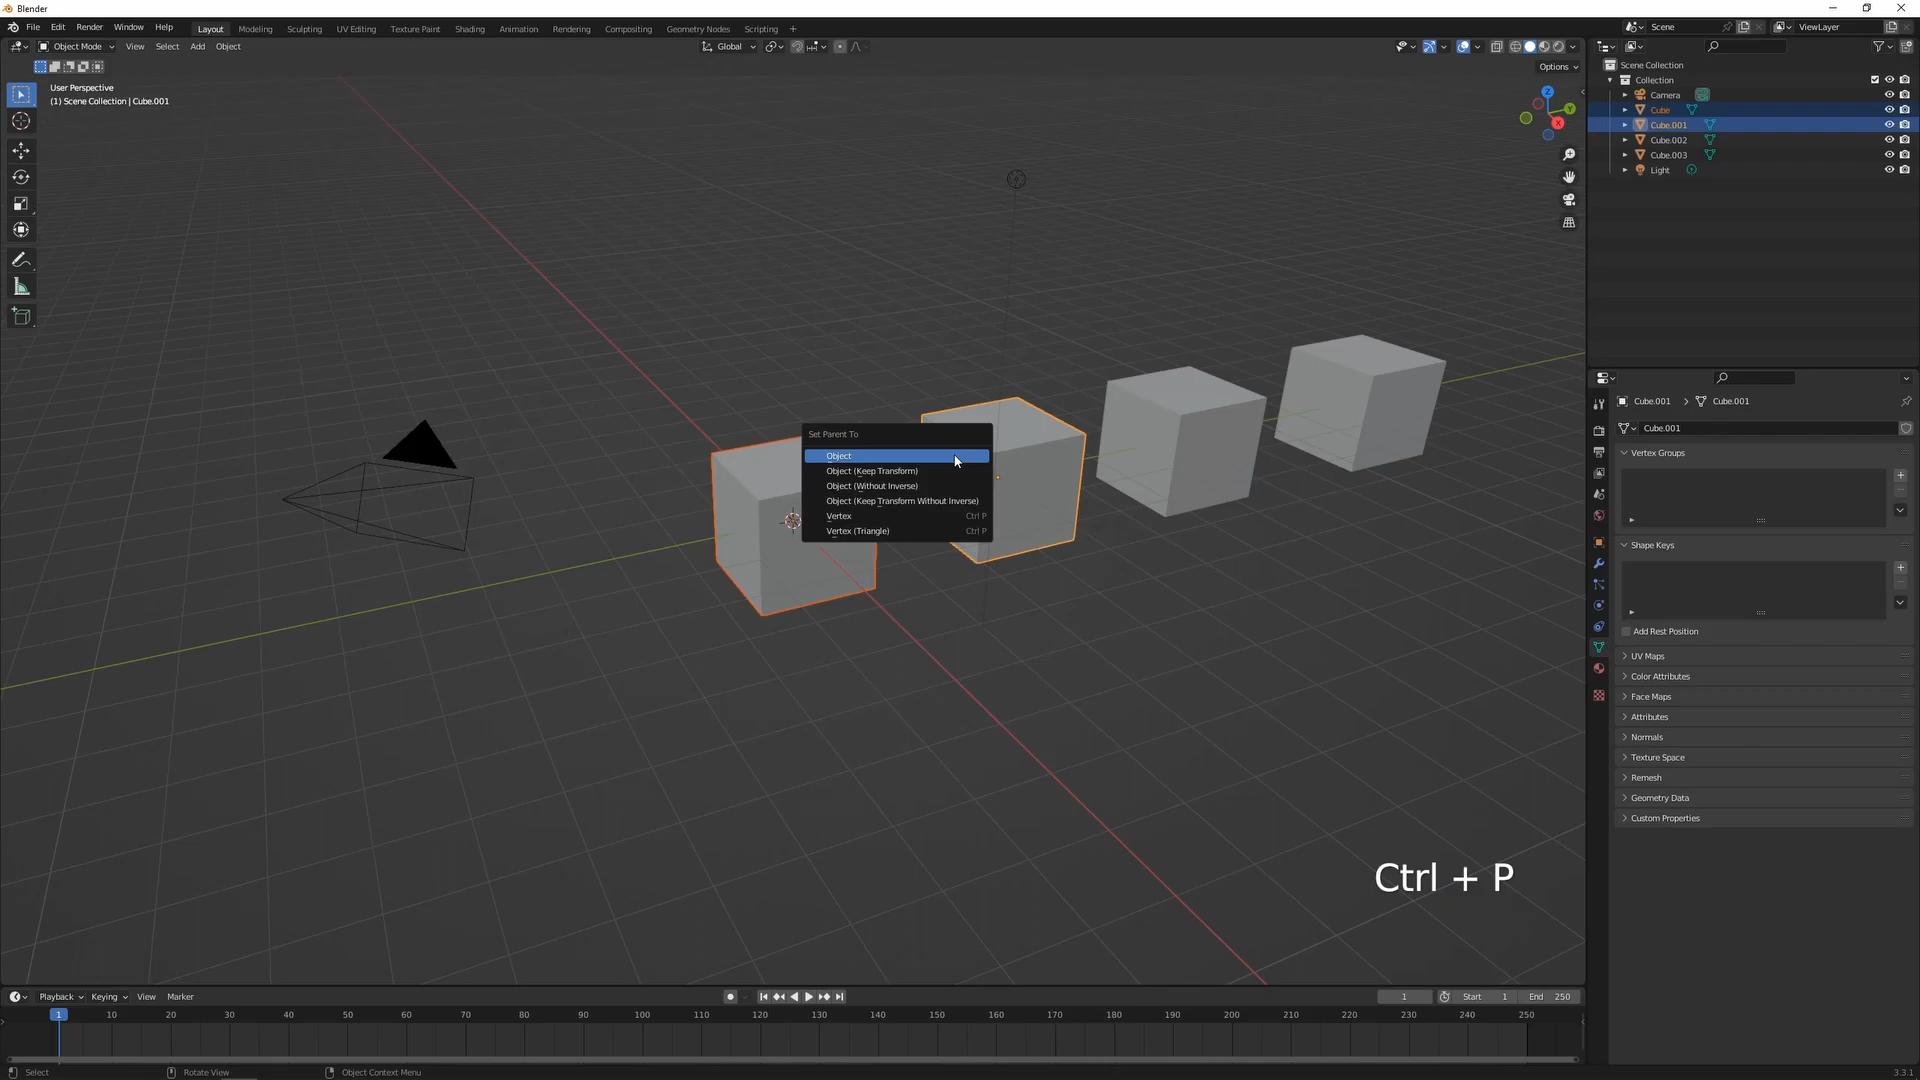 Blender
File Edit Render Window Help Layout Modeling Sculpting UV Editing Texture Paint Shading Animation Rendering Compositing Geometry Nodes Scripting + Scene ViewLayer
Object Mode View Select Add Object Global
Options
User Perspective
(1) Scene Collection | Cube.001
Z
Y
X
Scene Collection
Collection
Camera
Cube
Cube.001
Cube.002
Cube.003
Light
Set Parent To
Object
Object (Keep Transform)
Object (Without Inverse)
Object (Keep Transform Without Inverse)
Vertex Ctrl P
Vertex (Triangle) Ctrl P
Cube.001 > Cube.001
Cube.001
Vertex Groups
Shape Keys
Add Rest Position
UV Maps
Color Attributes
Face Maps
Attributes
Normals
Texture Space
Remesh
Geometry Data
Custom Properties
Ctrl + P
Playback Keying View Marker 1 Start 1 End 250
1 10 20 30 40 50 60 70 80 90 100 110 120 130 140 150 160 170 180 190 200 210 220 230 240 250
Select Rotate View Object Context Menu 3.3.1